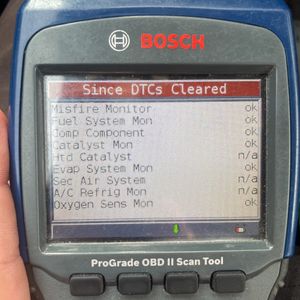 BOSCH
Since DTCs Cleared
Misfire Monitor ok
Fuel System Mon ok
Comp Component ok
Catalyst Mon ok
Htd Catalyst n/a
Evap System Mon ok
Sec Air System n/a
A/C Refrig Mon n/a
Oxygen Sens Mon ok
ProGrade OBD II Scan Tool